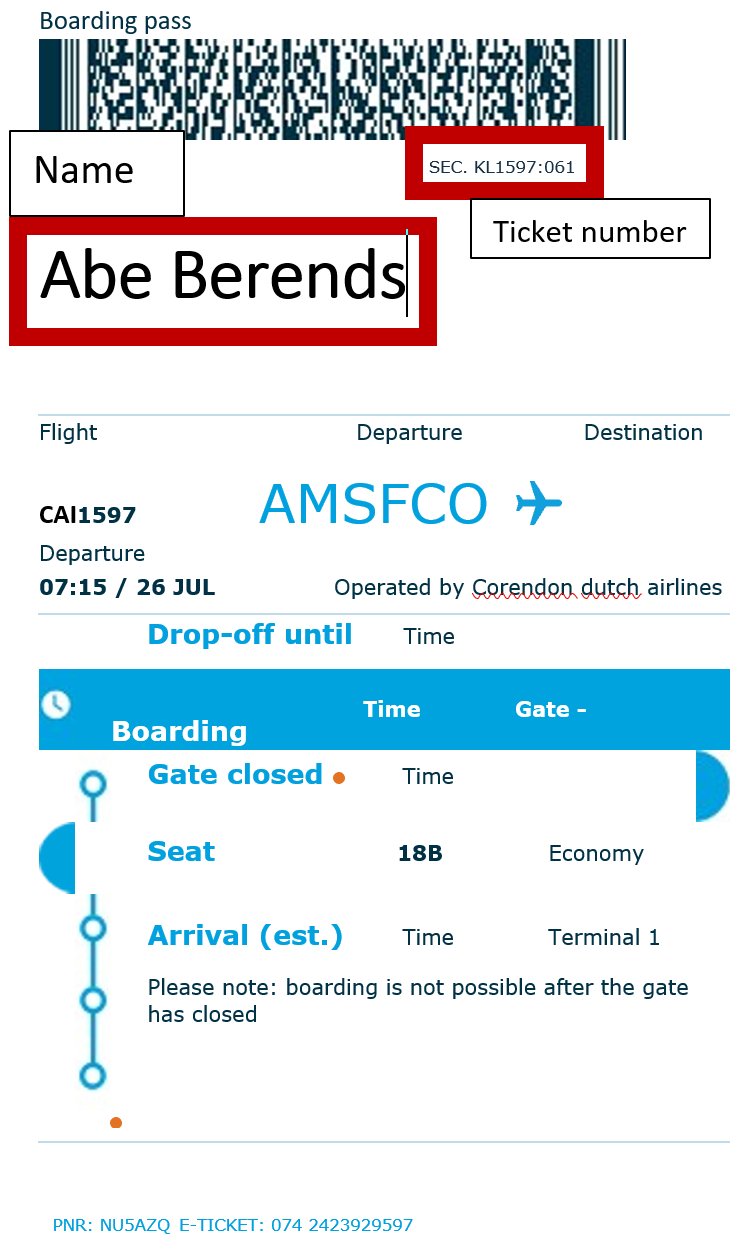 Boarding pass
Name
SEC. KL1597:061
Ticket number
Abe Berends
Flight Departure Destination
CAI1597 AMSFCO
Departure
07:15 / 26 JUL Operated by Corendon dutch airlines
Drop-off until Time
Boarding Time Gate -
Gate closed Time
Seat 18B Economy
Arrival (est.) Time Terminal 1
Please note: boarding is not possible after the gate
has closed
PNR: NU5AZQ E-TICKET: 074 2423929597